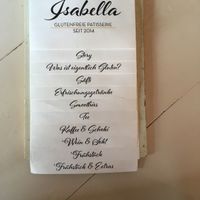 Isabella
GLUTENFREIE PATISSERIE
SEIT 2014
Story
Was ist eigentlich Gluten?
Säfte
Erfrischungsgetränke
Smoothies
Tee
Kaffee & Schoki
*Wein & Sekt
*Frühstück
*Frühstück & Extras